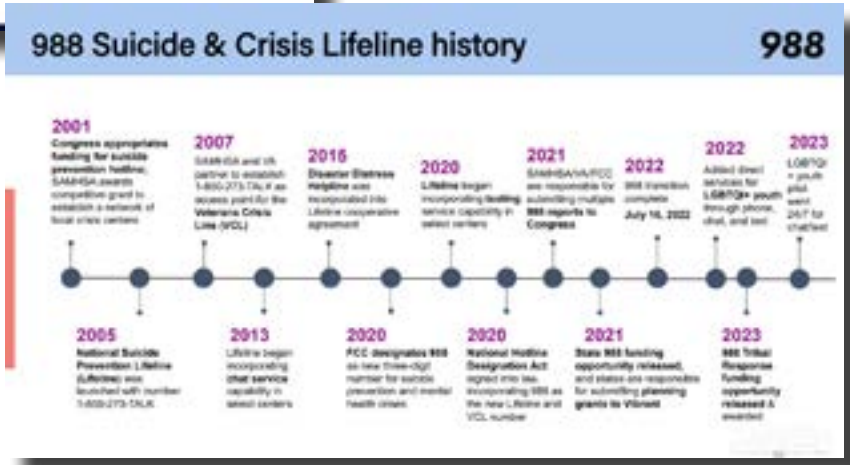 988 Suicide & Crisis Lifeline history
988
2001
Congress appropriates
funding for suicide
prevention hotline;
SAMHSA awards
competitive grant to
establish a network of
local crisis centers
2007
SAMHSA and VA
partner to establish
1-800-273-TALK as
access point for the
Veterans Crisis
Line (VCL)
2015
Disaster Distress
Helpline was
incorporated into
Lifeline cooperative
agreement
2020
Lifeline began
incorporating texting
service capability in
select centers
2021
SAMHSA/VA/FCC
are responsible for
submitting multiple
988 reports to
Congress
2022
988 transition
complete
July 16, 2022
2022
Added direct
services for
LGBTQI+ youth
through phone,
chat, and text
2023
LGBTQI
+ youth
pilot
went
24/7 for
chat/text
2005
National Suicide
Prevention Lifeline
(Lifeline) was
launched with number
1-800-273-TALK
2013
Lifeline began
incorporating
chat service
capability in
select centers
2020
FCC designates 988
as new three-digit
number for suicide
prevention and mental
health crises
2020
National Hotline
Designation Act
signed into law,
incorporating 988 as
the new Lifeline and
VCL number
2021
State 988 funding
opportunity released,
and states are responsible
for submitting planning
grants to Vibrant
2023
988 Tribal
Response
funding
opportunity
released &
awarded